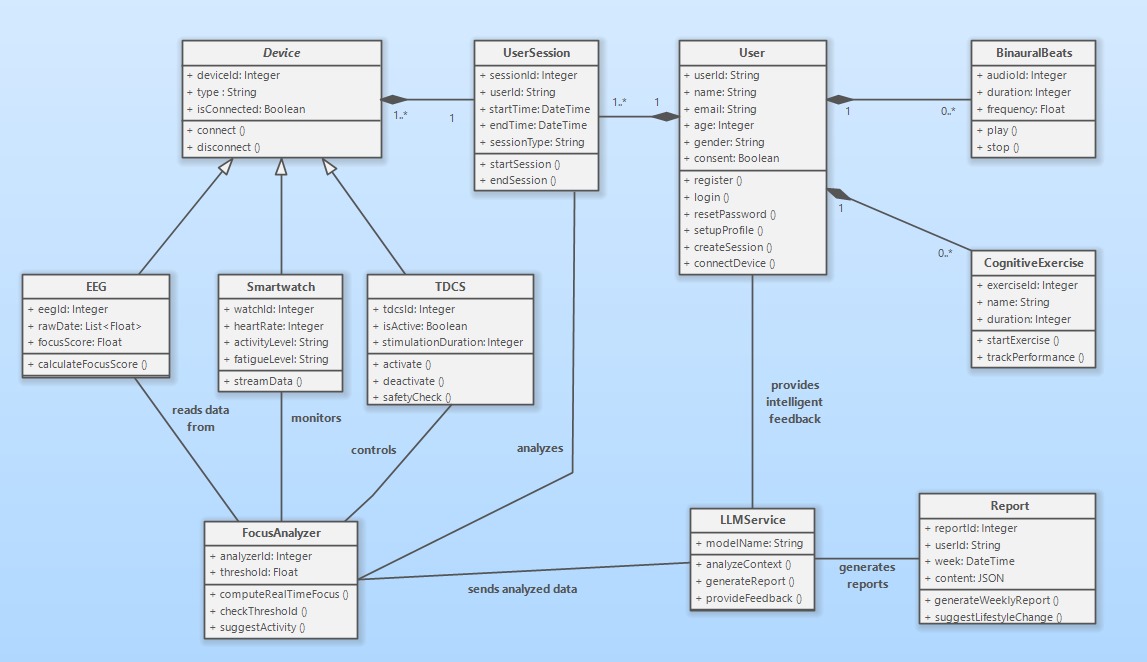 Device
+ deviceId: Integer
+ type : String
+ isConnected: Boolean
+ connect ()
+ disconnect ()
1..*
1
UserSession
+ sessionId: Integer
+ userId: String
+ startTime: DateTime
+ endTime: DateTime
+ sessionType: String
+ startSession ()
+ endSession ()
1..*
1
User
+ userId: String
+ name: String
+ email: String
+ age: Integer
+ gender: String
+ consent: Boolean
+ register ()
+ login ()
+ resetPassword ()
+ setupProfile ()
+ createSession ()
+ connectDevice ()
1
0..*
BinauralBeats
+ audioId: Integer
+ duration: Integer
+ frequency: Float
+ play ()
+ stop ()
1
0..*
CognitiveExercise
+ exerciseId: Integer
+ name: String
+ duration: Integer
+ startExercise ()
+ trackPerformance ()
EEG
+ eegId: Integer
+ rawDate: List<Float>
+ focusScore: Float
+ calculateFocusScore ()
Smartwatch
+ watchId: Integer
+ heartRate: Integer
+ activityLevel: String
+ fatigueLevel: String
+ streamData ()
TDCS
+ tdcsId: Integer
+ isActive: Boolean
+ stimulationDuration: Integer
+ activate ()
+ deactivate ()
+ safetyCheck ()
reads data
from
monitors
controls
analyzes
provides
intelligent
feedback
FocusAnalyzer
+ analyzerId: Integer
+ threshold: Float
+ computeRealTimeFocus ()
+ checkThreshold ()
+ suggestActivity ()
sends analyzed data
LLMService
+ modelName: String
+ analyzeContext ()
+ generateReport ()
+ provideFeedback ()
generates
reports
Report
+ reportId: Integer
+ userId: String
+ week: DateTime
+ content: JSON
+ generateWeeklyReport ()
+ suggestLifestyleChange ()